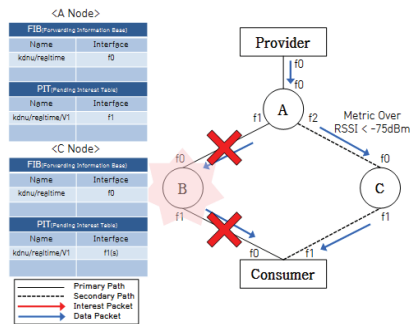 <A Node>
FIB(Forwarding Information Base)
Name Interface
kdnu/realtime f0
PIT(Pending Interest Table)
Name Interface
kdnu/realtime/V1 f1
<C Node>
FIB(Forwarding Information Base)
Name Interface
kdnu/realtime f0
PIT(Pending Interest Table)
Name Interface
kdnu/realtime/V1 f1(s)
Primary Path
Secondary Path
Interest Packet
Data Packet
Provider
f0
f0
A
f1 f2
Metric Over
RSSI < -75dBm
f0 f0
B C
f1 f1
f0 f1
Consumer